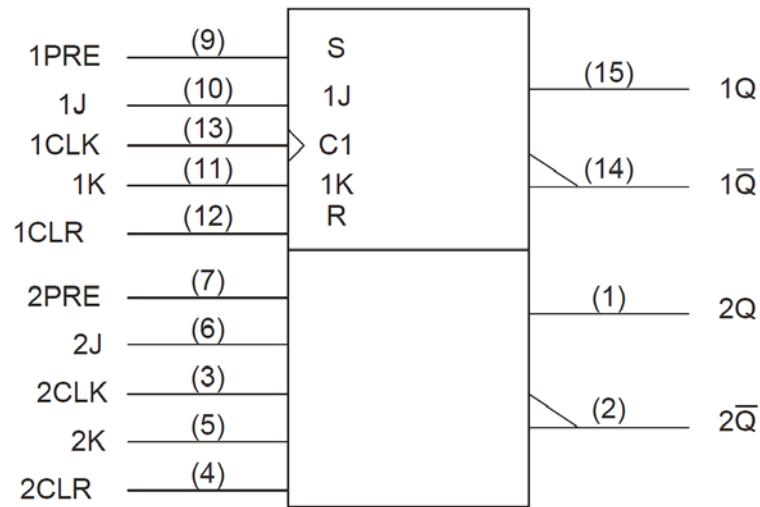 1PRE (9) S
(15) 1Q
1J (10) 1J
1CLK (13) C1
1K (11) 1K
(14) 1Q̅
1CLR (12) R
2PRE (7)
(1) 2Q
2J (6)
2CLK (3)
(2) 2Q̅
2K (5)
2CLR (4)